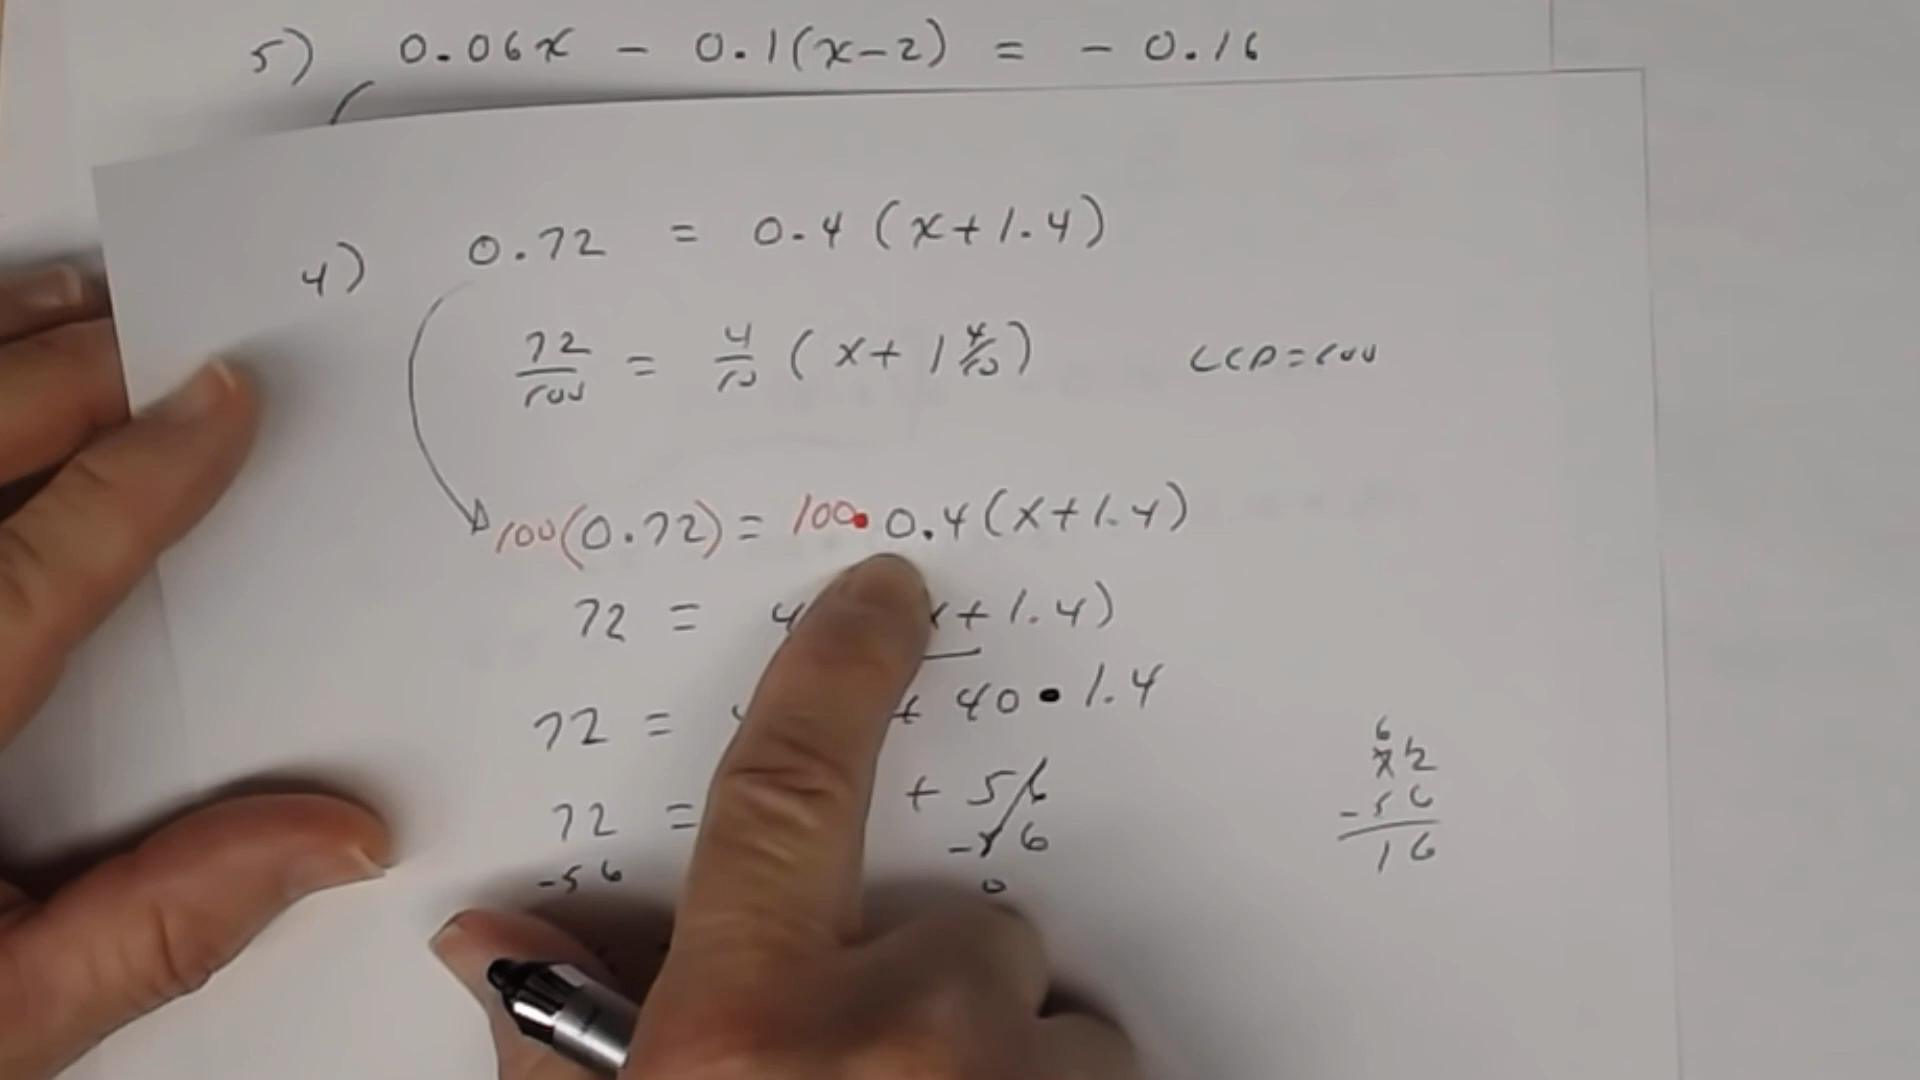 5) 0.06x - 0.1(x-2) = - 0.16
4) 0.72 = 0.4 (x+1.4)
72/100 = 4/10 (x+ 1 4/10) LCD=100
100(0.72) = 100• 0.4(x+1.4)
72 = 4 x+1.4)
72 = + 40 • 1.4
72 = + 56
-56 -56
0
6
72
-56
16